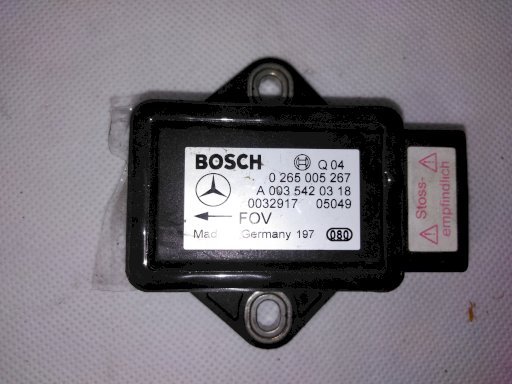 BOSCH Q 04
0 265 005 267
A 003 542 03 18
0032917 05049
FOV
Mad Germany 197 080
Stoss-
empfindlich